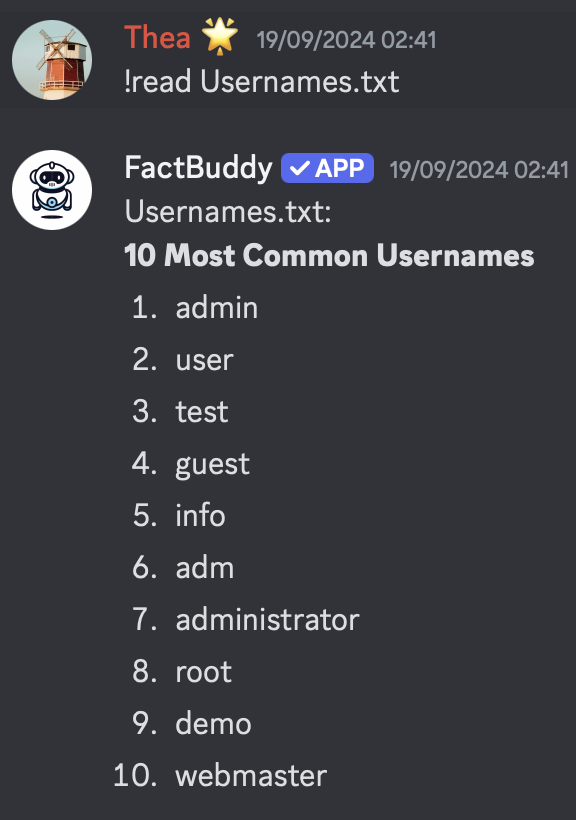 Thea 🌟 19/09/2024 02:41
!read Usernames.txt
FactBuddy ✓ APP 19/09/2024 02:41
Usernames.txt:
10 Most Common Usernames
1. admin
2. user
3. test
4. guest
5. info
6. adm
7. administrator
8. root
9. demo
10. webmaster